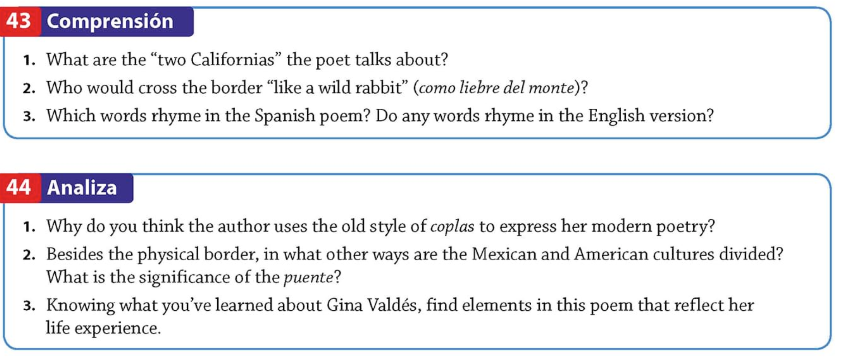 43 Comprensión
1. What are the “two Californias” the poet talks about?
2. Who would cross the border “like a wild rabbit” (como liebre del monte)?
3. Which words rhyme in the Spanish poem? Do any words rhyme in the English version?
44 Analiza
1. Why do you think the author uses the old style of coplas to express her modern poetry?
2. Besides the physical border, in what other ways are the Mexican and American cultures divided?
What is the significance of the puente?
3. Knowing what you’ve learned about Gina Valdés, find elements in this poem that reflect her
life experience.